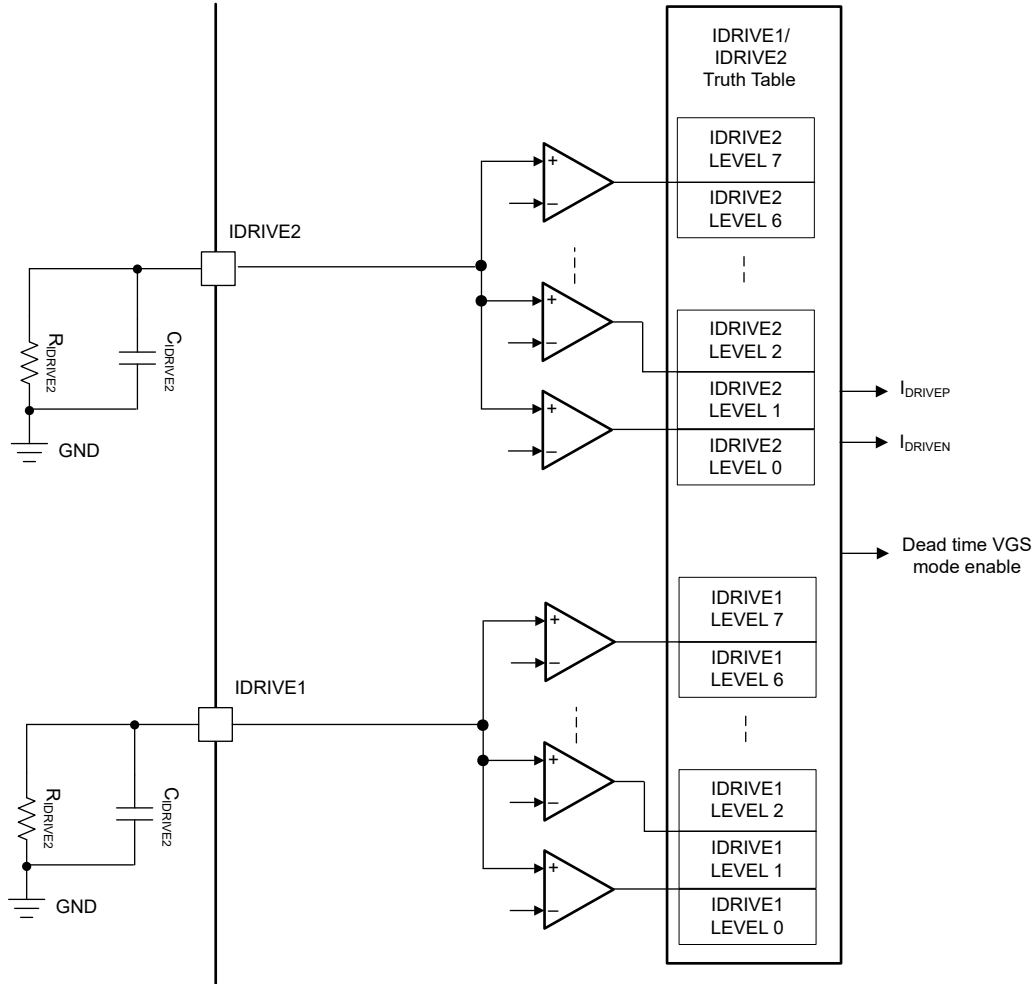 IDRIVE1/
IDRIVE2
Truth Table
IDRIVE2
LEVEL 7
IDRIVE2
LEVEL 6
IDRIVE2
LEVEL 2
IDRIVE2
LEVEL 1
IDRIVE2
LEVEL 0
IDRIVE2
RIDRIVE2
CIDRIVE2
GND
+
–
+
–
+
–
IDRIVEP
IDRIVEN
Dead time VGS
mode enable
IDRIVE1
LEVEL 7
IDRIVE1
LEVEL 6
IDRIVE1
LEVEL 2
IDRIVE1
LEVEL 1
IDRIVE1
LEVEL 0
IDRIVE1
RIDRIVE2
CIDRIVE2
GND
+
–
+
–
+
–